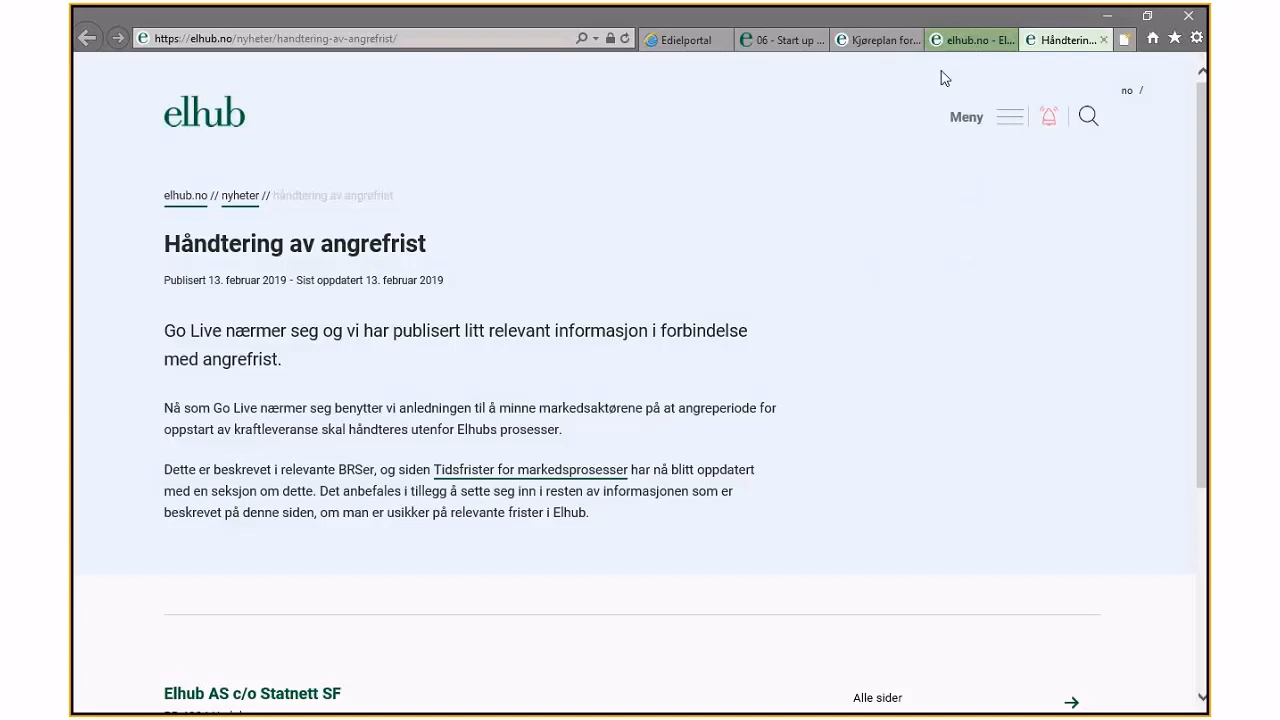 https://elhub.no/nyheter/handtering-av-angrefrist/
Edielportal
06 - Start up ...
Kjøreplan for...
elhub.no - El...
Håndterin...
no /
elhub
Meny
elhub.no // nyheter // håndtering av angrefrist
Håndtering av angrefrist
Publisert 13. februar 2019 - Sist oppdatert 13. februar 2019
Go Live nærmer seg og vi har publisert litt relevant informasjon i forbindelse
med angrefrist.
Nå som Go Live nærmer seg benytter vi anledningen til å minne markedsaktørene på at angreperiode for
oppstart av kraftleveranse skal håndteres utenfor Elhubs prosesser.
Dette er beskrevet i relevante BRSer, og siden Tidsfrister for markedsprosesser har nå blitt oppdatert
med en seksjon om dette. Det anbefales i tillegg å sette seg inn i resten av informasjonen som er
beskrevet på denne siden, om man er usikker på relevante frister i Elhub.
Elhub AS c/o Statnett SF
Alle sider